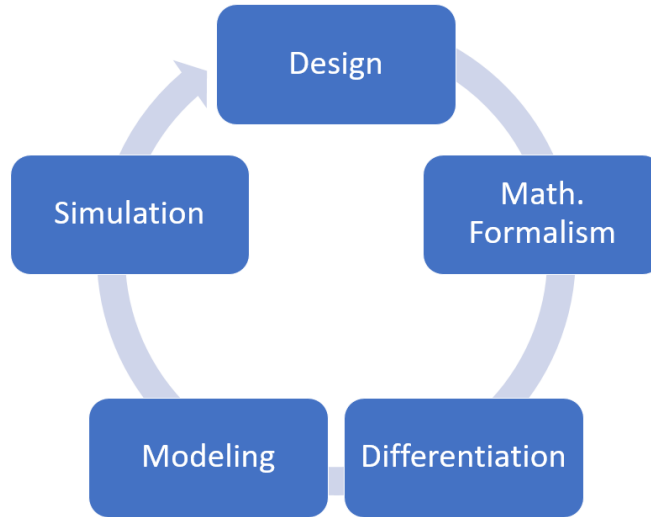 Design
Math.
Formalism
Differentiation
Modeling
Simulation